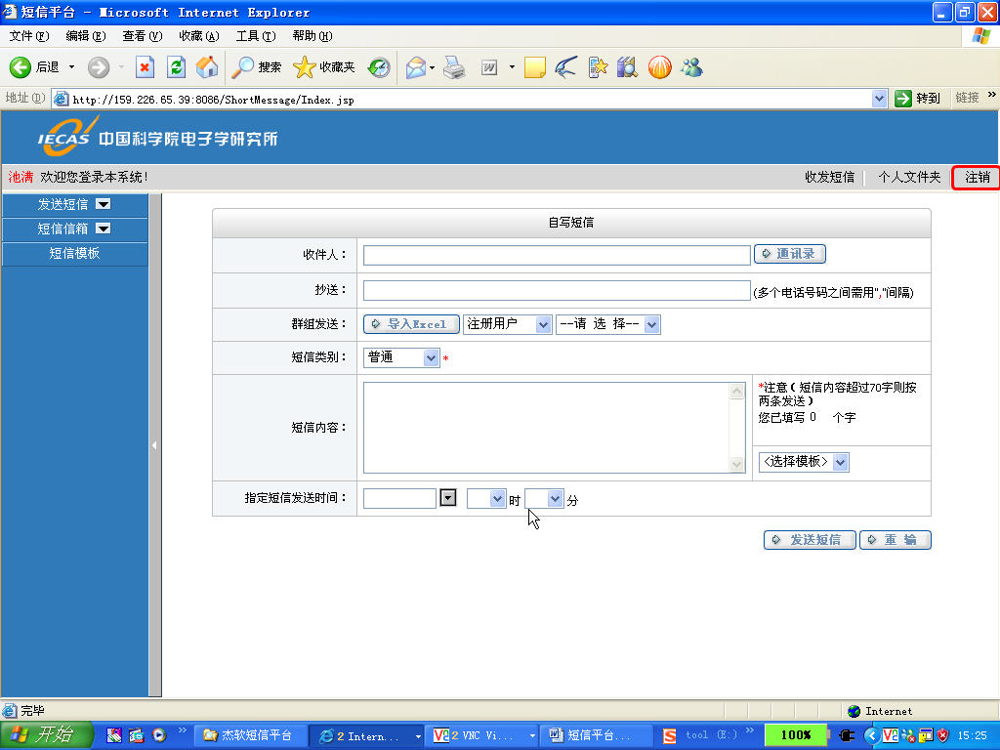 短信平台 - Microsoft Internet Explorer
文件(F) 编辑(E) 查看(V) 收藏(A) 工具(T) 帮助(H)
后退 搜索 收藏夹
地址(D) http://159.226.65.39:8086/ShortMessage/Index.jsp 转到 链接 »
IECAS 中国科学院电子学研究所
池满 欢迎您登录本系统! 收发短信 个人文件夹 注销
发送短信
短信信箱
短信模板
自写短信
收件人: 通讯录
抄送: (多个电话号码之间需用","间隔)
群组发送: 导入Excel 注册用户 --请 选 择--
短信类别: 普通 *
短信内容:
*注意(短信内容超过70字则按
两条发送)
您已填写 0 个字
<选择模板>
指定短信发送时间: 时 分
发送短信 重 输
完毕 Internet
开始 » 杰软短信平台 2 Intern... 2 VNC Vi... 短信平台... tool (E:) » 100% 15:25